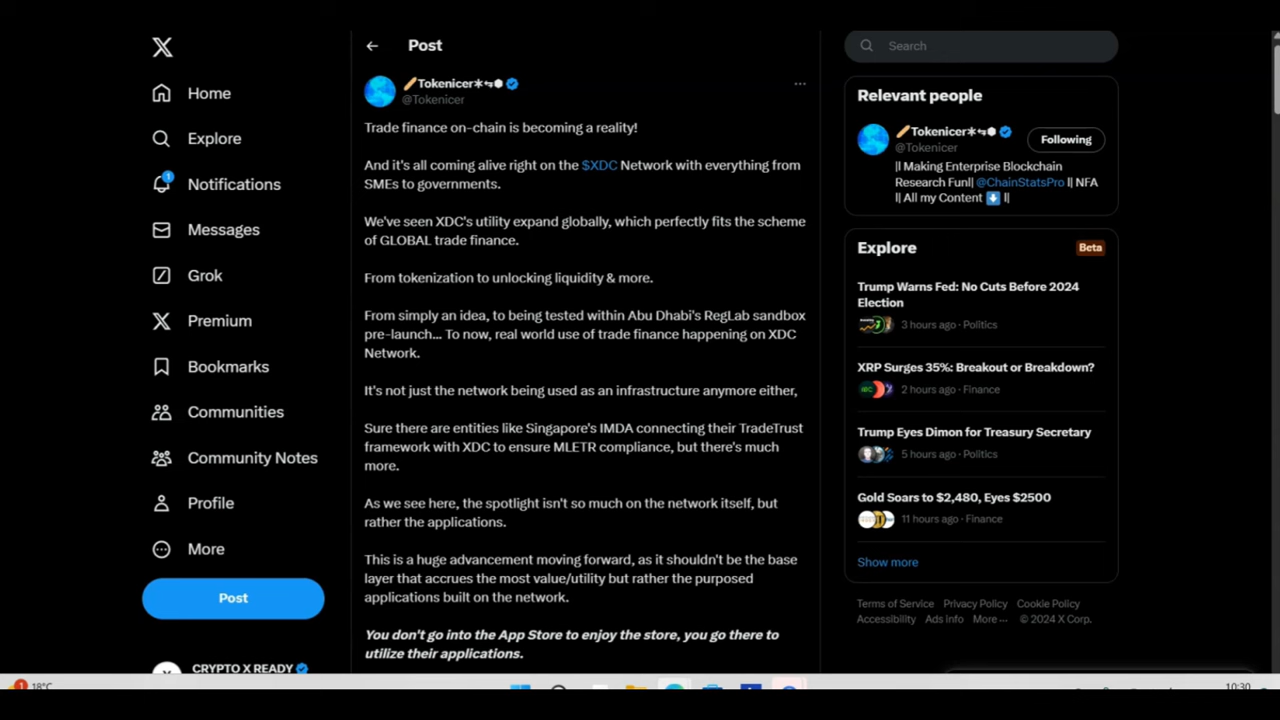 Home
Explore
1
Notifications
Messages
Grok
Premium
Bookmarks
Communities
Community Notes
Profile
More
Post
CRYPTO X READY
Post
Tokenicer
@Tokenicer
Trade finance on-chain is becoming a reality!
And it's all coming alive right on the $XDC Network with everything from
SMEs to governments.
We've seen XDC's utility expand globally, which perfectly fits the scheme
of GLOBAL trade finance.
From tokenization to unlocking liquidity & more.
From simply an idea, to being tested within Abu Dhabi's RegLab sandbox
pre-launch... To now, real world use of trade finance happening on XDC
Network.
It's not just the network being used as an infrastructure anymore either,
Sure there are entities like Singapore's IMDA connecting their TradeTrust
framework with XDC to ensure MLETR compliance, but there's much
more.
As we see here, the spotlight isn't so much on the network itself, but
rather the applications.
This is a huge advancement moving forward, as it shouldn't be the base
layer that accrues the most value/utility but rather the purposed
applications built on the network.
You don't go into the App Store to enjoy the store, you go there to
utilize their applications.
Search
Relevant people
Tokenicer
@Tokenicer
Following
|| Making Enterprise Blockchain
Research Fun|| @ChainStatsPro || NFA
|| All my Content ⬇ ||
Explore
Beta
Trump Warns Fed: No Cuts Before 2024
Election
3 hours ago · Politics
XRP Surges 35%: Breakout or Breakdown?
2 hours ago · Finance
Trump Eyes Dimon for Treasury Secretary
5 hours ago · Politics
Gold Soars to $2,480, Eyes $2500
11 hours ago · Finance
Show more
Terms of Service Privacy Policy Cookie Policy
Accessibility Ads info More ··· © 2024 X Corp.
1
18°C
10:30